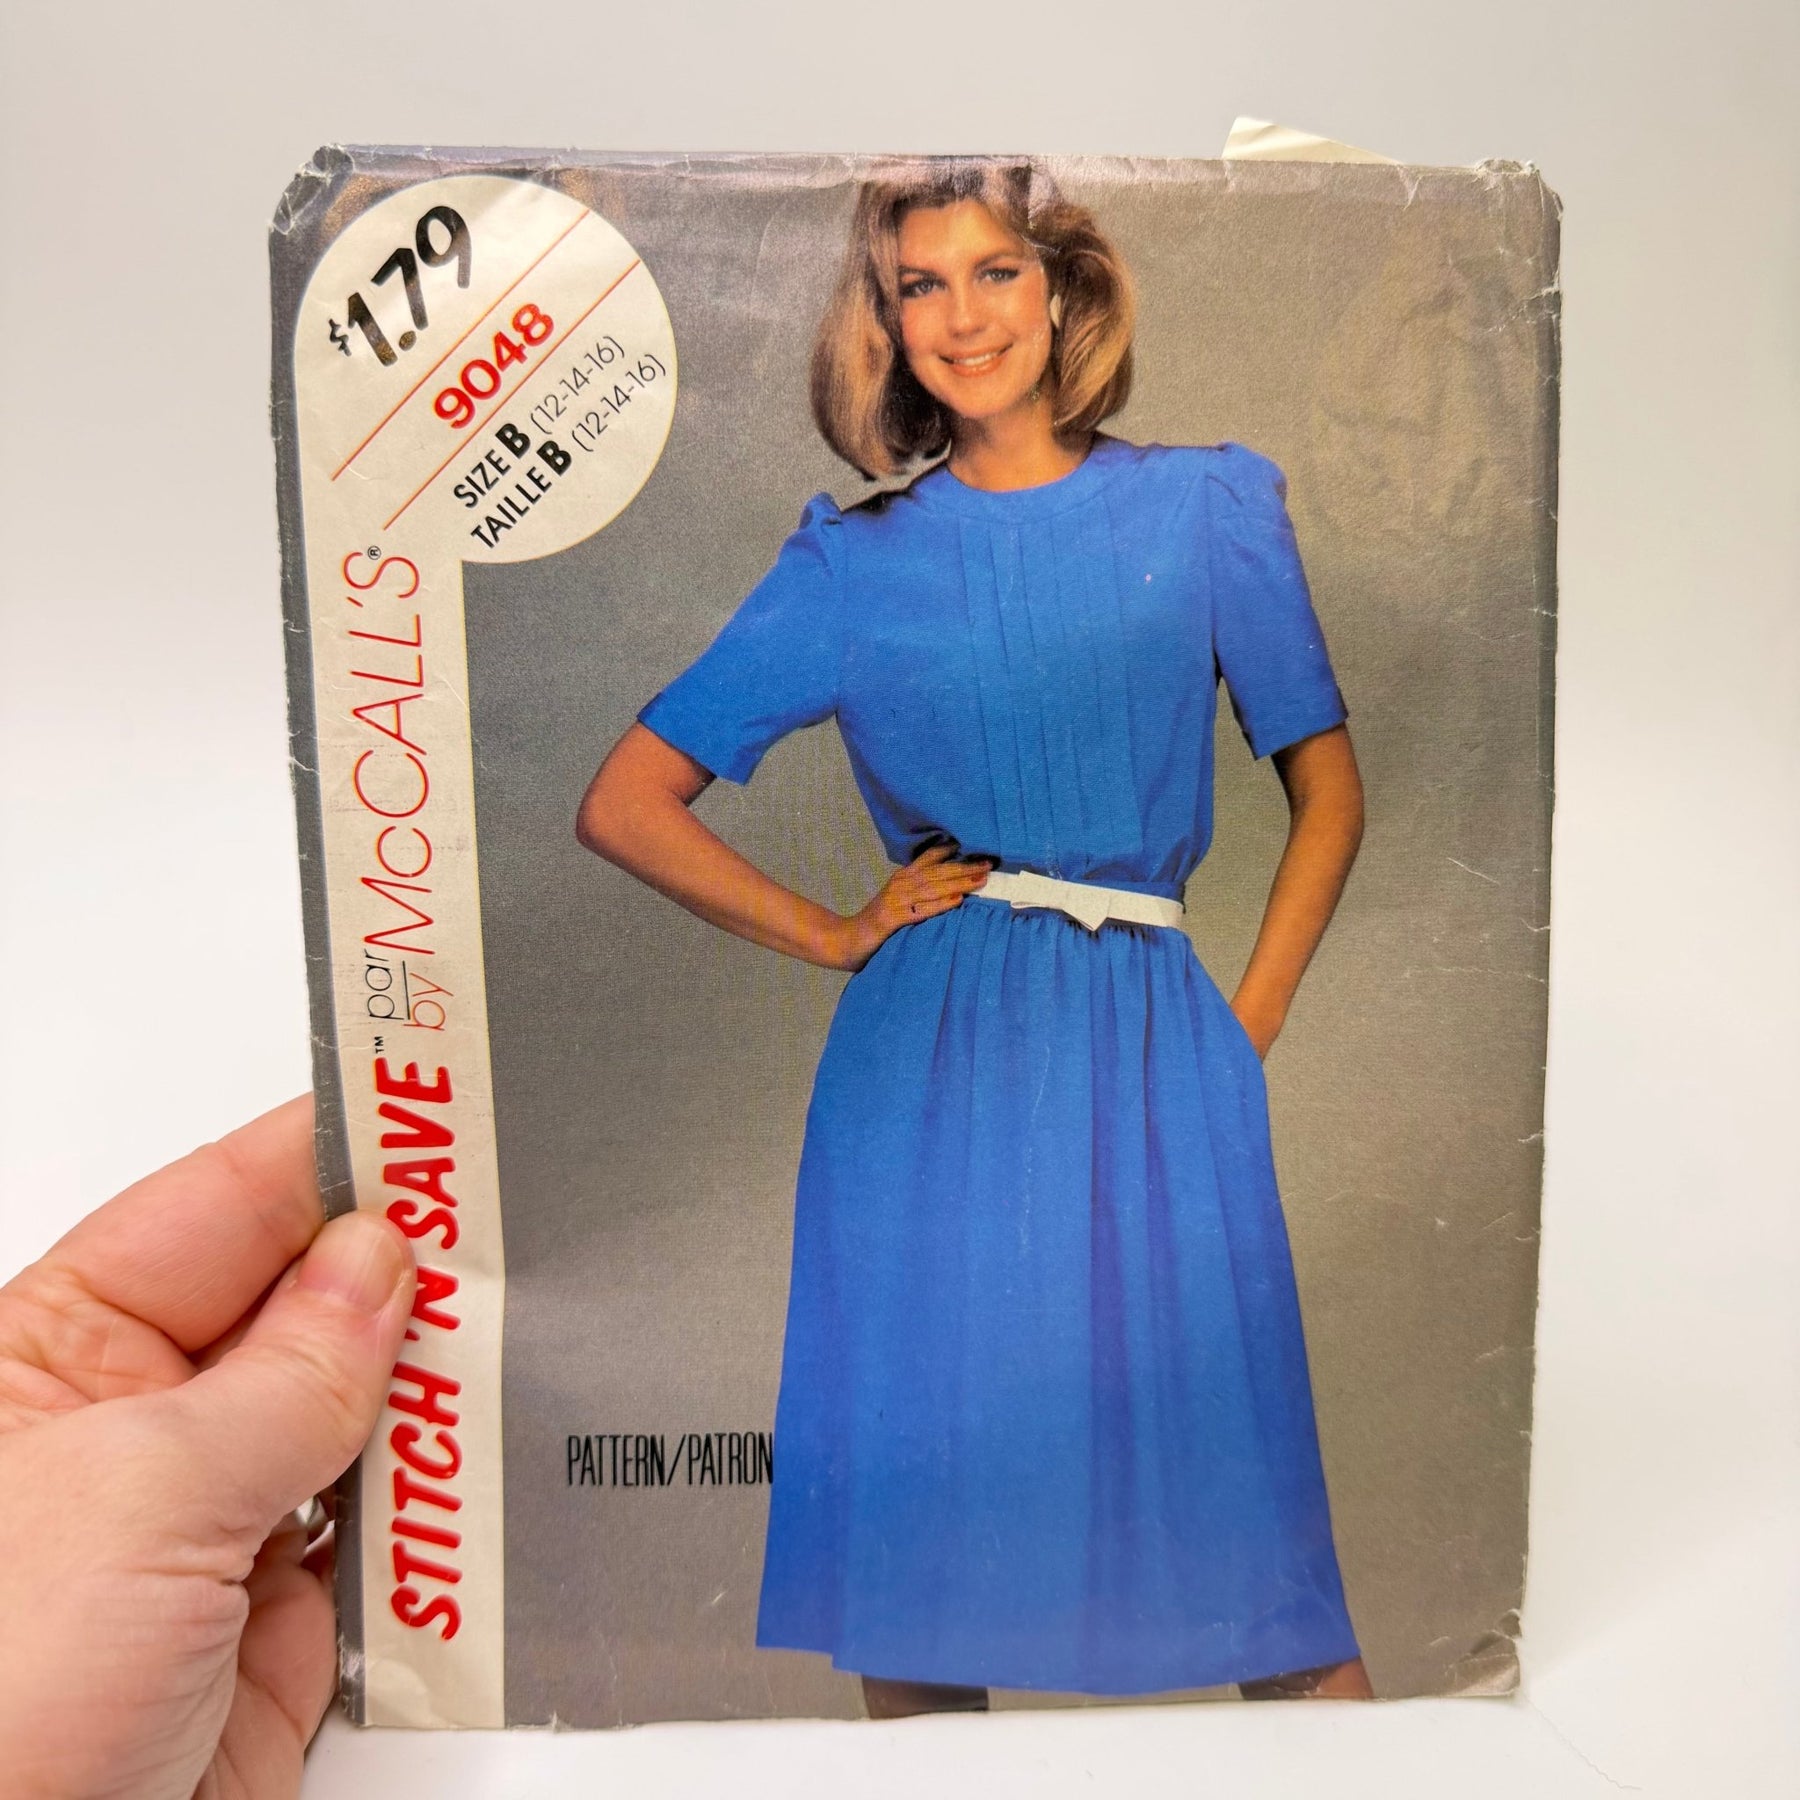 $1.79
9048
SIZE B (12-14-16)
TAILLE B (12-14-16)
STITCH 'N SAVE™ par by McCALL'S®
PATTERN/PATRON